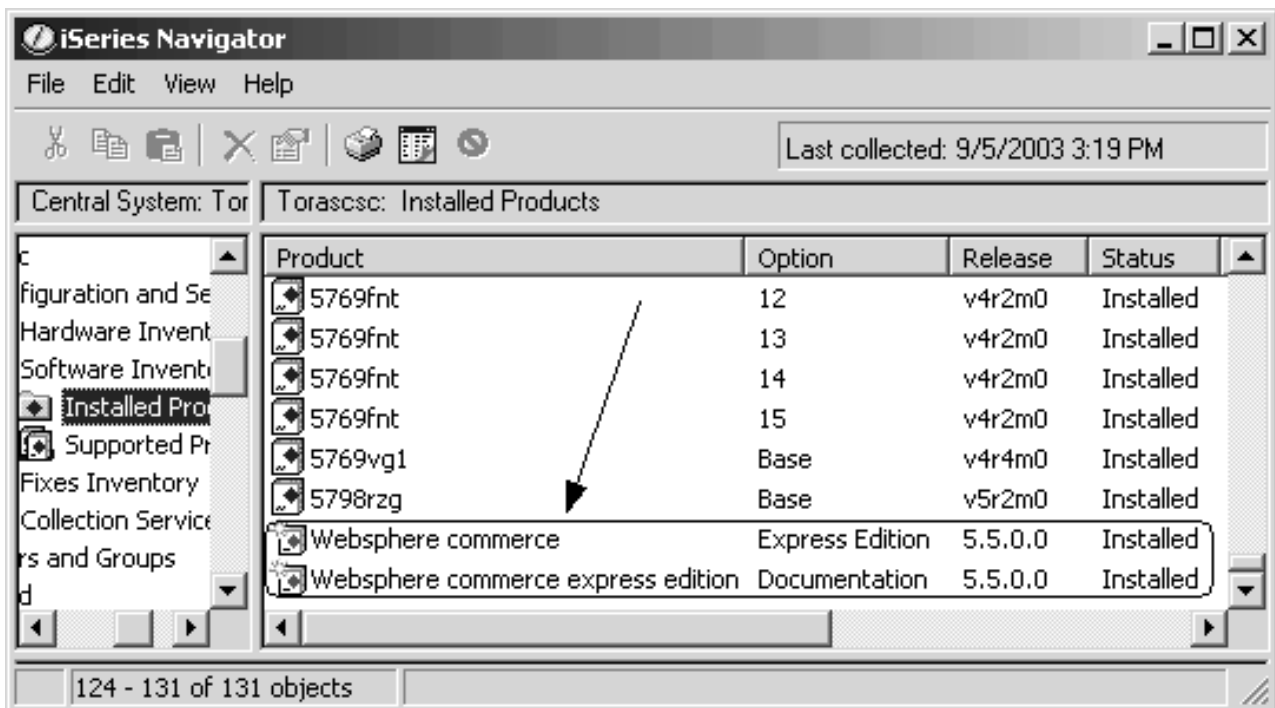 iSeries Navigator
File Edit View Help
Last collected: 9/5/2003 3:19 PM
Central System: Tor
Torascsc: Installed Products
c
figuration and Se
Hardware Invent
Software Invent
Installed Pro
Supported Pr
Fixes Inventory
Collection Service
rs and Groups
d
Product Option Release Status
5769fnt 12 v4r2m0 Installed
5769fnt 13 v4r2m0 Installed
5769fnt 14 v4r2m0 Installed
5769fnt 15 v4r2m0 Installed
5769vg1 Base v4r4m0 Installed
5798rzg Base v5r2m0 Installed
Websphere commerce Express Edition 5.5.0.0 Installed
Websphere commerce express edition Documentation 5.5.0.0 Installed
124 - 131 of 131 objects